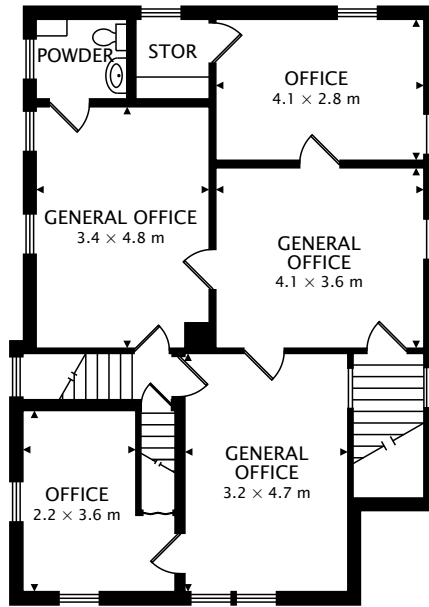 POWDER
STOR
OFFICE
4.1 × 2.8 m
GENERAL OFFICE
3.4 × 4.8 m
GENERAL
OFFICE
4.1 × 3.6 m
GENERAL
OFFICE
3.2 × 4.7 m
OFFICE
2.2 × 3.6 m